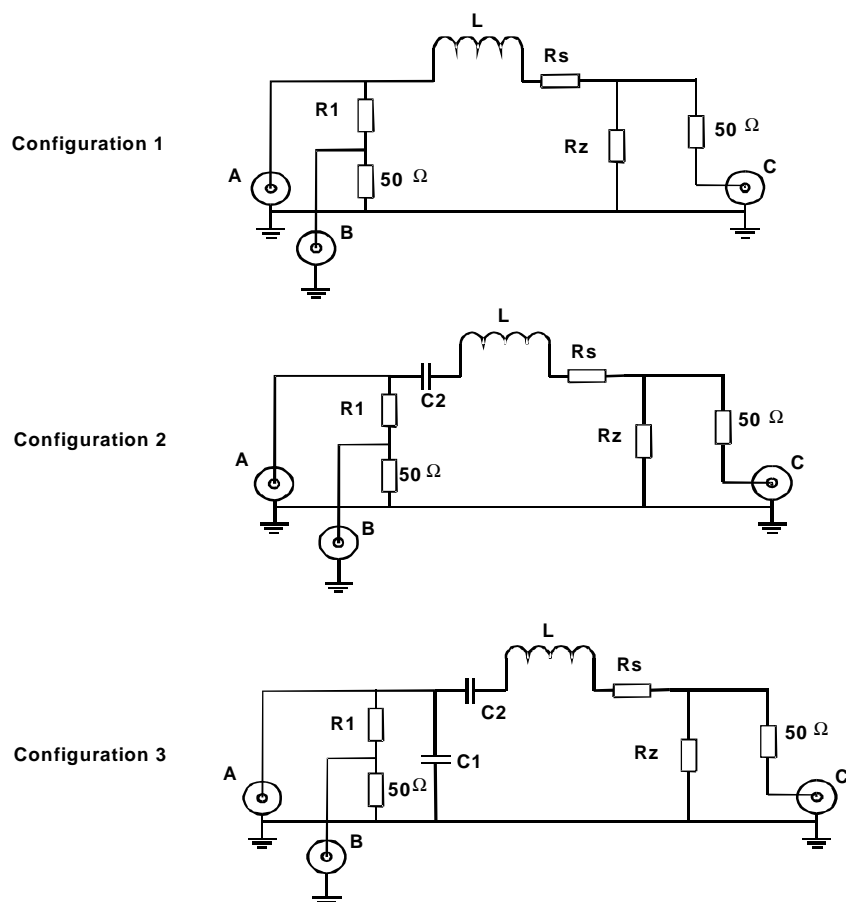 L
Rs
R1
50 Ω
Configuration 1
Rz
C
A
50 Ω
B
L
Rs
C2
R1
50 Ω
Configuration 2
Rz
A
50 Ω
C
B
L
Rs
C2
R1
50 Ω
Configuration 3
Rz
C1
A
50 Ω
C
B